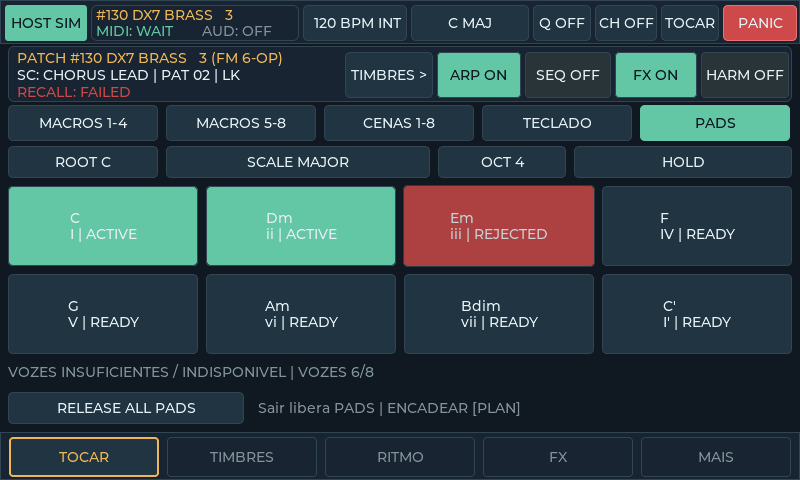 HOST SIM
#130 DX7 BRASS   3
MIDI: WAIT   AUD: OFF
120 BPM INT
C MAJ
Q OFF
CH OFF
TOCAR
PANIC
PATCH #130 DX7 BRASS   3 (FM 6-OP)
SC: CHORUS LEAD | PAT 02 | LK
RECALL: FAILED
TIMBRES >
ARP ON
SEQ OFF
FX ON
HARM OFF
MACROS 1-4
MACROS 5-8
CENAS 1-8
TECLADO
PADS
ROOT C
SCALE MAJOR
OCT 4
HOLD
C
I | ACTIVE
Dm
ii | ACTIVE
Em
iii | REJECTED
F
IV | READY
G
V | READY
Am
vi | READY
Bdim
vii | READY
C'
I' | READY
VOZES INSUFICIENTES / INDISPONIVEL | VOZES 6/8
RELEASE ALL PADS
Sair libera PADS | ENCADEAR [PLAN]
TOCAR
TIMBRES
RITMO
FX
MAIS